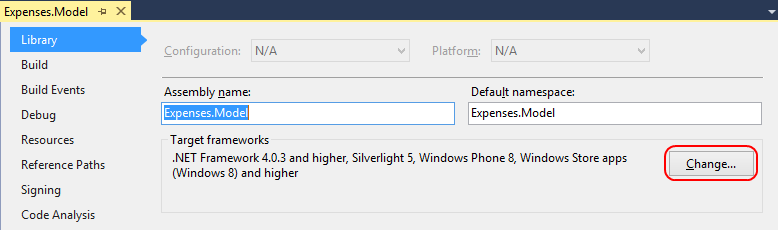 Expenses.Model
Library
Build
Build Events
Debug
Resources
Reference Paths
Signing
Code Analysis
Configuration: N/A Platform: N/A
Assembly name: Default namespace:
Expenses.Model Expenses.Model
Target frameworks
.NET Framework 4.0.3 and higher, Silverlight 5, Windows Phone 8, Windows Store apps
(Windows 8) and higher
Change...